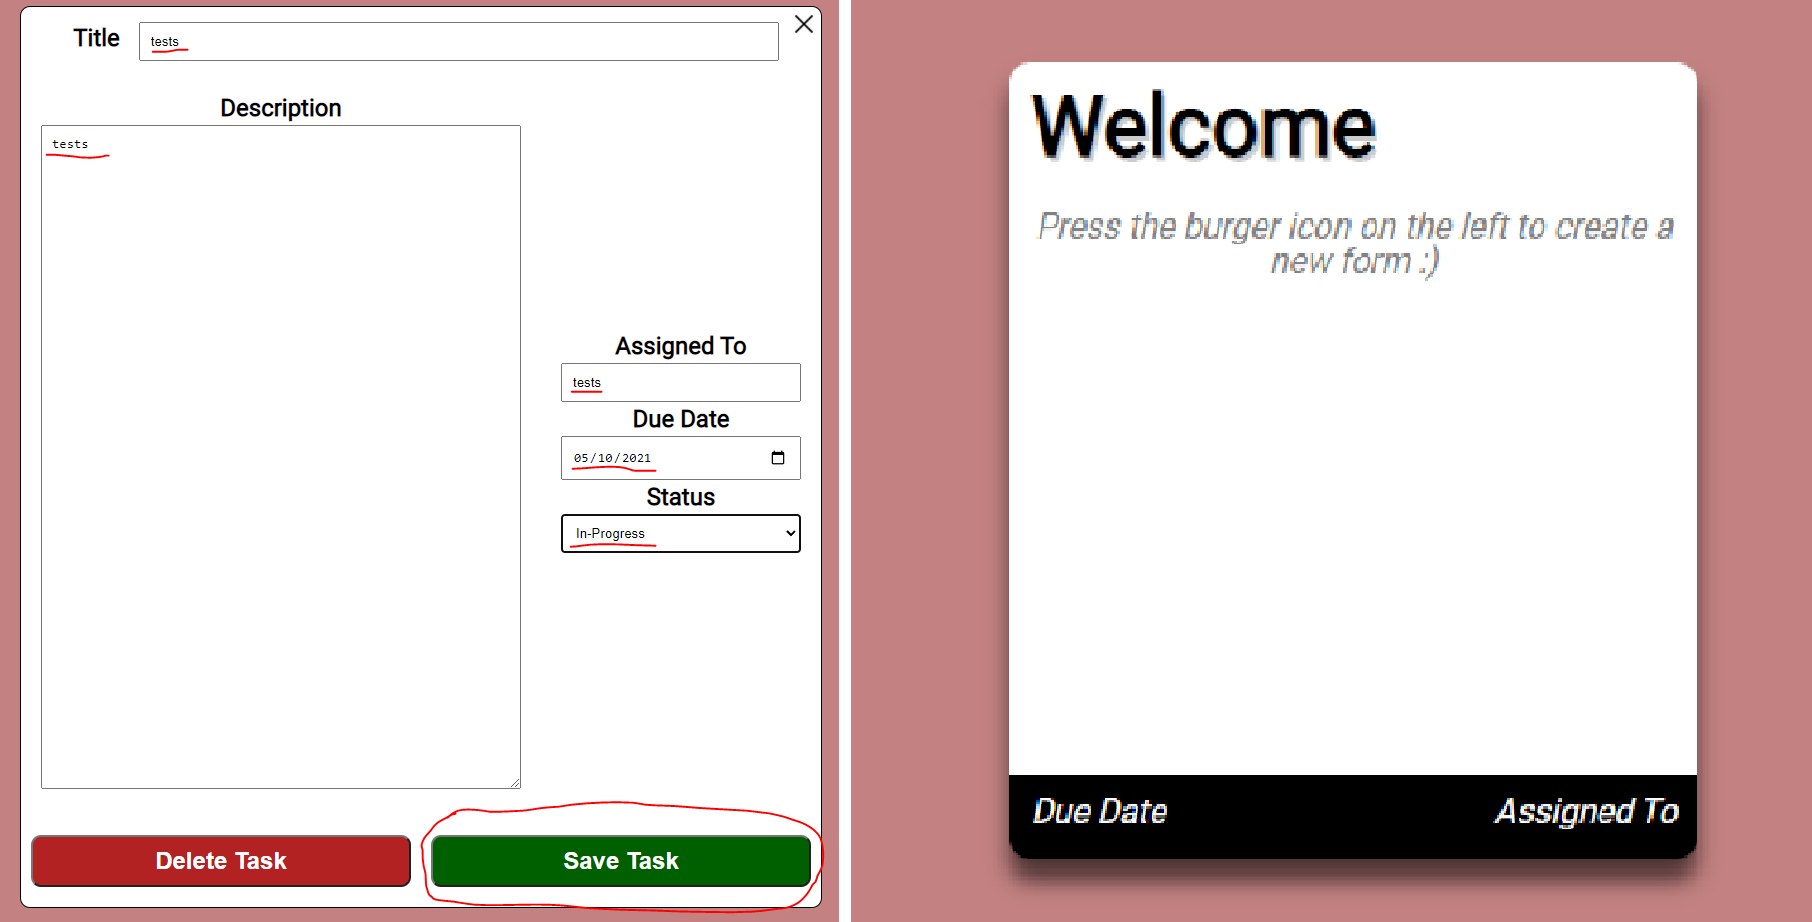 Title
tests
Description
tests
Assigned To
tests
Due Date
05/10/2021
Status
In-Progress
Delete Task
Save Task
Welcome
Press the burger icon on the left to create a
new form :)
Due Date
Assigned To